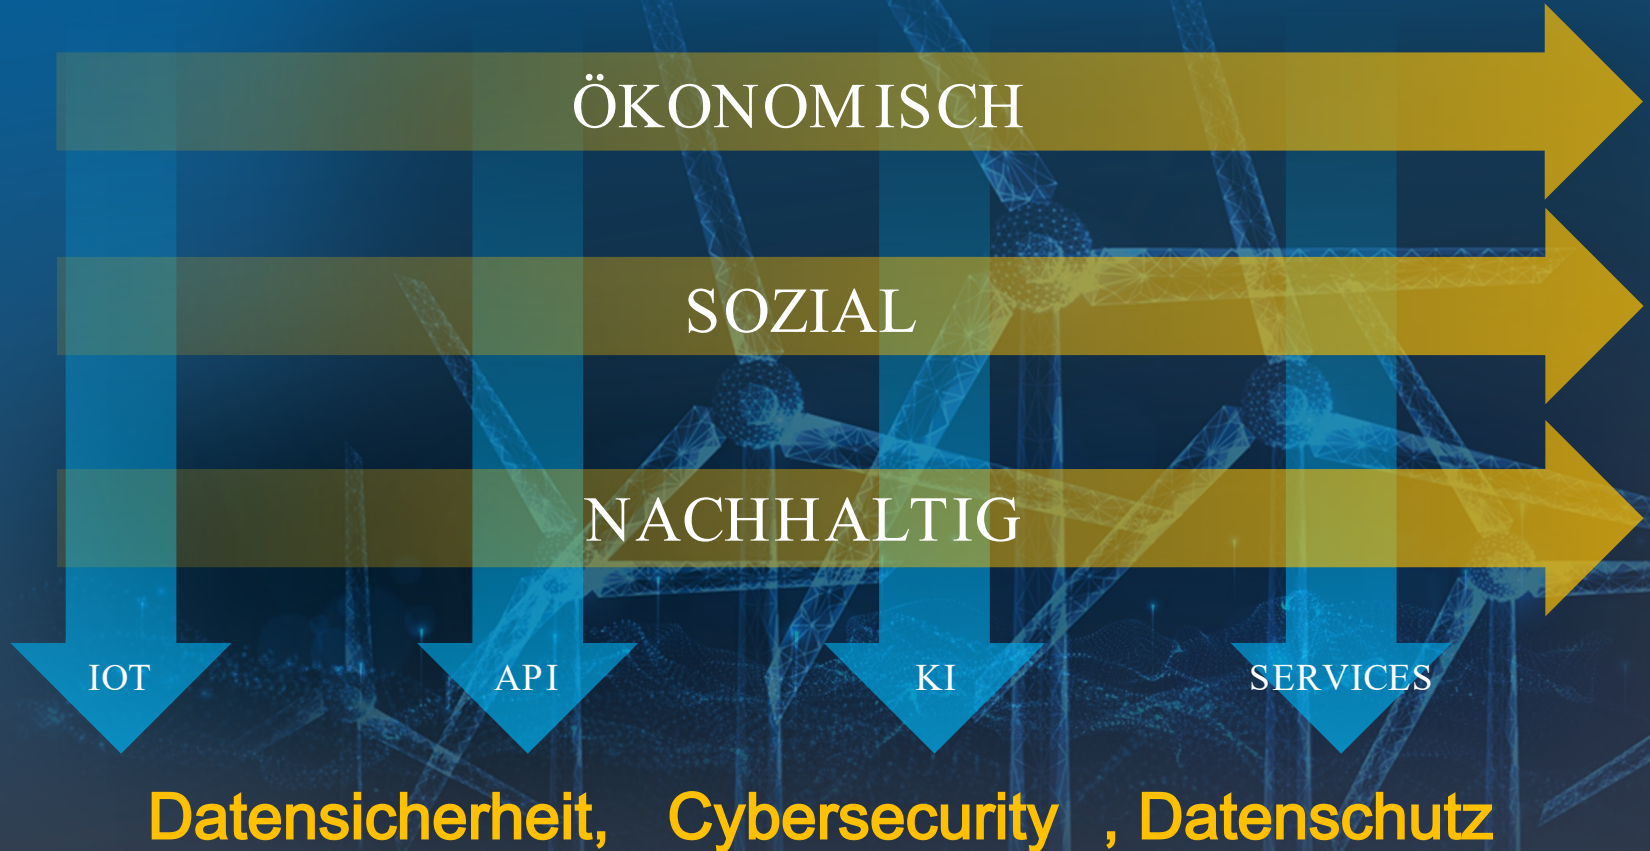 ÖKONOMISCH
SOZIAL
NACHHALTIG
IOT API KI SERVICES
Datensicherheit, Cybersecurity , Datenschutz